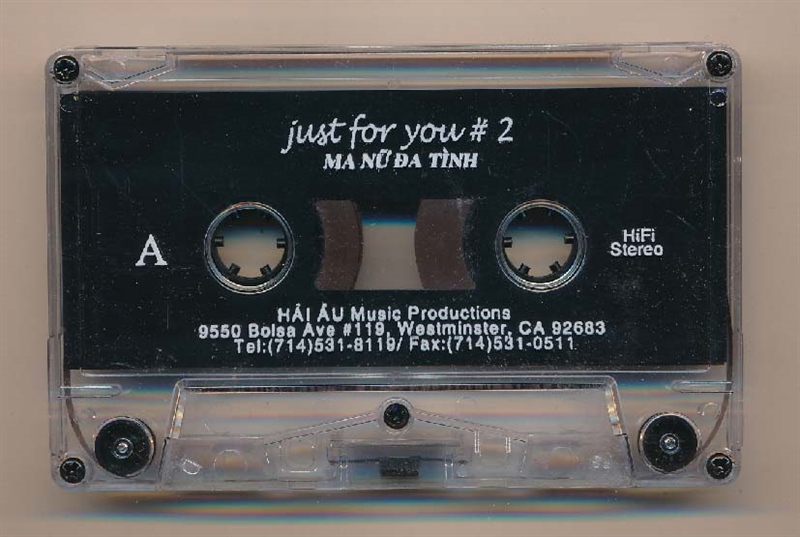 just for you # 2
MA NỮ ĐA TÌNH
A
HiFi
Stereo
HẢI ÂU Music Productions
9550 Bolsa Ave #119, Westminster, CA 92683
Tel:(714)531-8119/ Fax:(714)531-0511